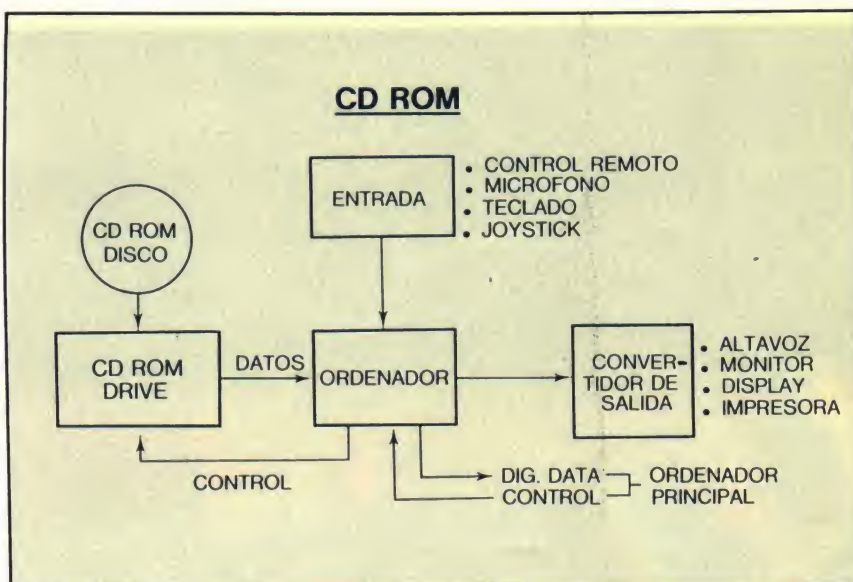 CD ROM
ENTRADA
• CONTROL REMOTO
• MICROFONO
• TECLADO
• JOYSTICK
CD ROM
DISCO
CD ROM
DRIVE
DATOS
ORDENADOR
CONVER-
TIDOR DE
SALIDA
• ALTAVOZ
• MONITOR
• DISPLAY
• IMPRESORA
CONTROL
DIG. DATA
CONTROL
ORDENADOR
PRINCIPAL